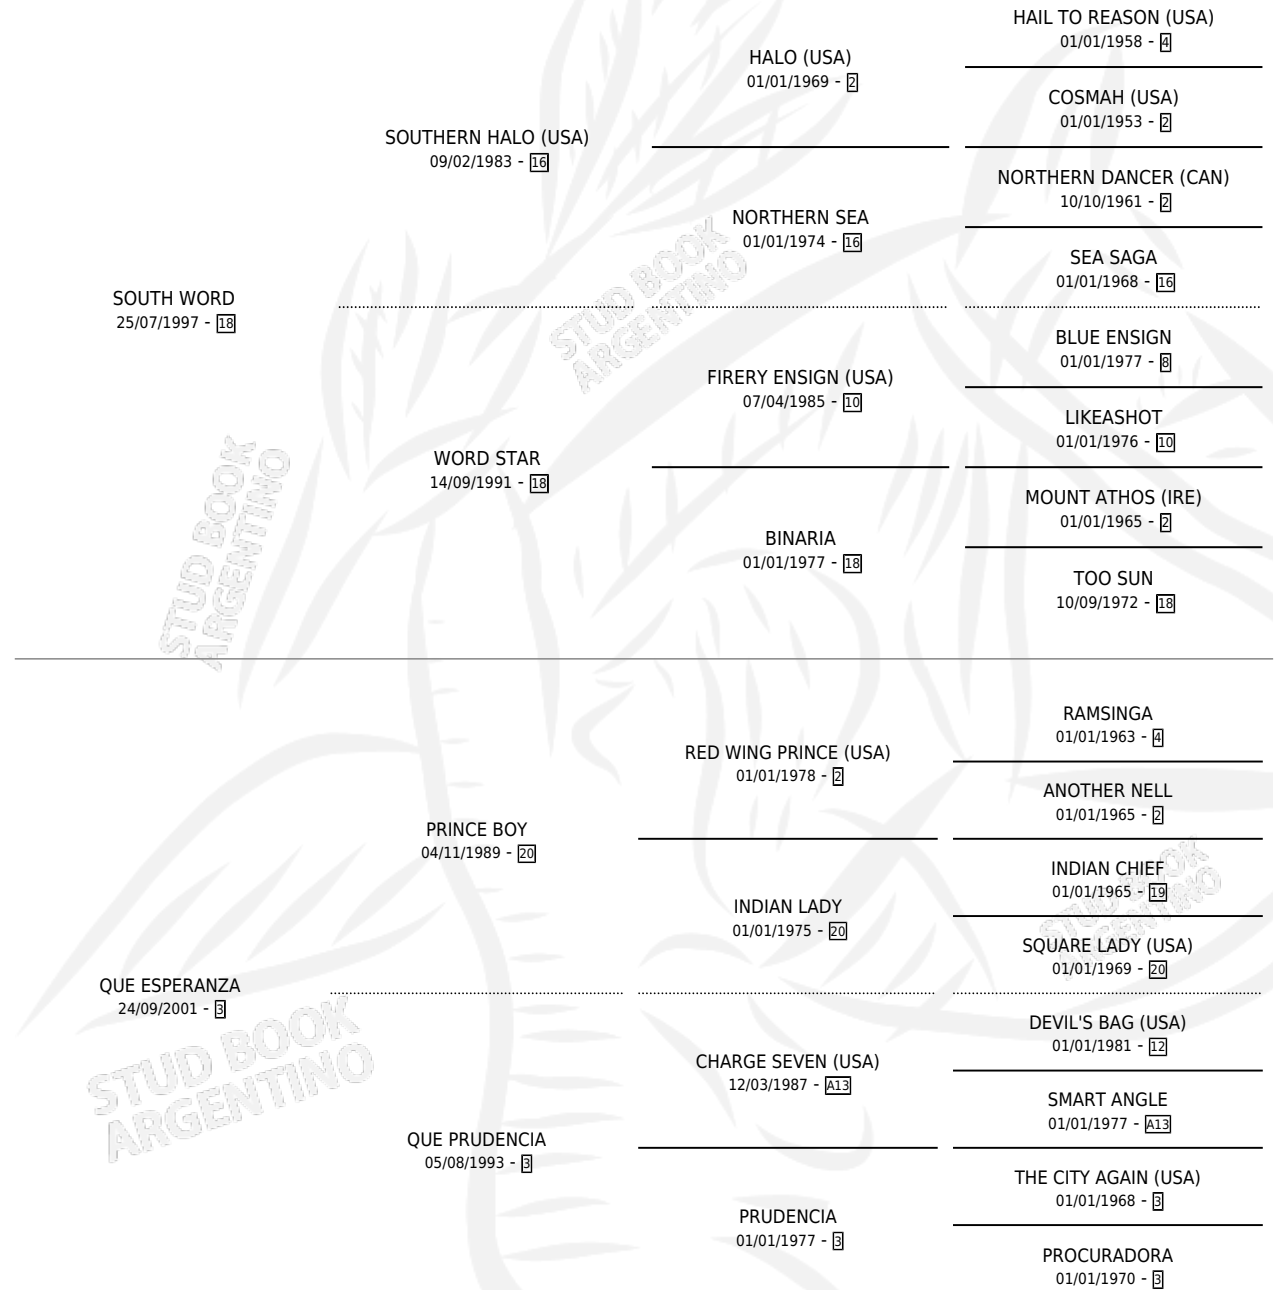 HAIL TO REASON (USA)
01/01/1958 - 4
HALO (USA)
01/01/1969 - 2
COSMAH (USA)
01/01/1953 - 2
SOUTHERN HALO (USA)
09/02/1983 - 16
NORTHERN DANCER (CAN)
10/10/1961 - 2
NORTHERN SEA
01/01/1974 - 16
SEA SAGA
01/01/1968 - 16
SOUTH WORD
25/07/1997 - 18
BLUE ENSIGN
01/01/1977 - 8
FIRERY ENSIGN (USA)
07/04/1985 - 10
LIKEASHOT
01/01/1976 - 10
WORD STAR
14/09/1991 - 18
MOUNT ATHOS (IRE)
01/01/1965 - 2
BINARIA
01/01/1977 - 18
TOO SUN
10/09/1972 - 18
STUD BOOK
ARGENTINO
STUD BOOK
ARGENTINO
RAMSINGA
01/01/1963 - 4
RED WING PRINCE (USA)
01/01/1978 - 2
ANOTHER NELL
01/01/1965 - 2
PRINCE BOY
04/11/1989 - 20
INDIAN CHIEF
01/01/1965 - 19
INDIAN LADY
01/01/1975 - 20
SQUARE LADY (USA)
01/01/1969 - 20
QUE ESPERANZA
24/09/2001 - 3
DEVIL'S BAG (USA)
01/01/1981 - 12
CHARGE SEVEN (USA)
12/03/1987 - A13
SMART ANGLE
01/01/1977 - A13
QUE PRUDENCIA
05/08/1993 - 3
THE CITY AGAIN (USA)
01/01/1968 - 3
PRUDENCIA
01/01/1977 - 3
PROCURADORA
01/01/1970 - 3
STUD BOOK
ARGENTINO
STUD BOOK
ARGENTINO